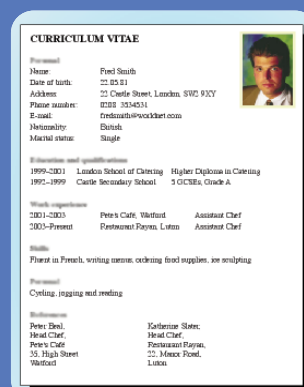 CURRICULUM VITAE
Personal
Name: Fred Smith
Date of birth: 22.05.81
Address: 22 Castle Street, London, SW2 9XY
Phone number: 0208 3534531
E-mail: fredsmith@worldnet.com
Nationality: British
Marital status: Single
Education and qualifications
1999–2001 London School of Catering Higher Diploma in Catering
1992–1999 Castle Secondary School 5 GCSEs, Grade A
Work experience
2001–2003 Pete's Café, Watford Assistant Chef
2003–Present Restaurant Rayan, Luton Assistant Chef
Skills
Fluent in French, writing menus, ordering food supplies, ice sculpting
Personal
Cycling, jogging and reading
References
Peter Beal, Katherine Slater,
Head Chef, Head Chef,
Pete's Café Restaurant Rayan,
35, High Street 22, Manor Road,
Watford Luton